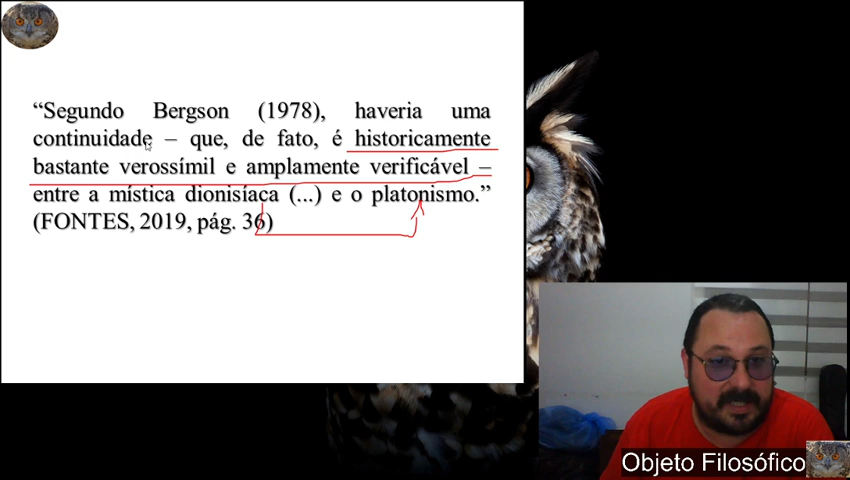 “Segundo Bergson (1978), haveria uma
continuidade – que, de fato, é historicamente
bastante verossímil e amplamente verificável –
entre a mística dionisíaca (...) e o platonismo.”
(FONTES, 2019, pág. 36)
Objeto Filosófico